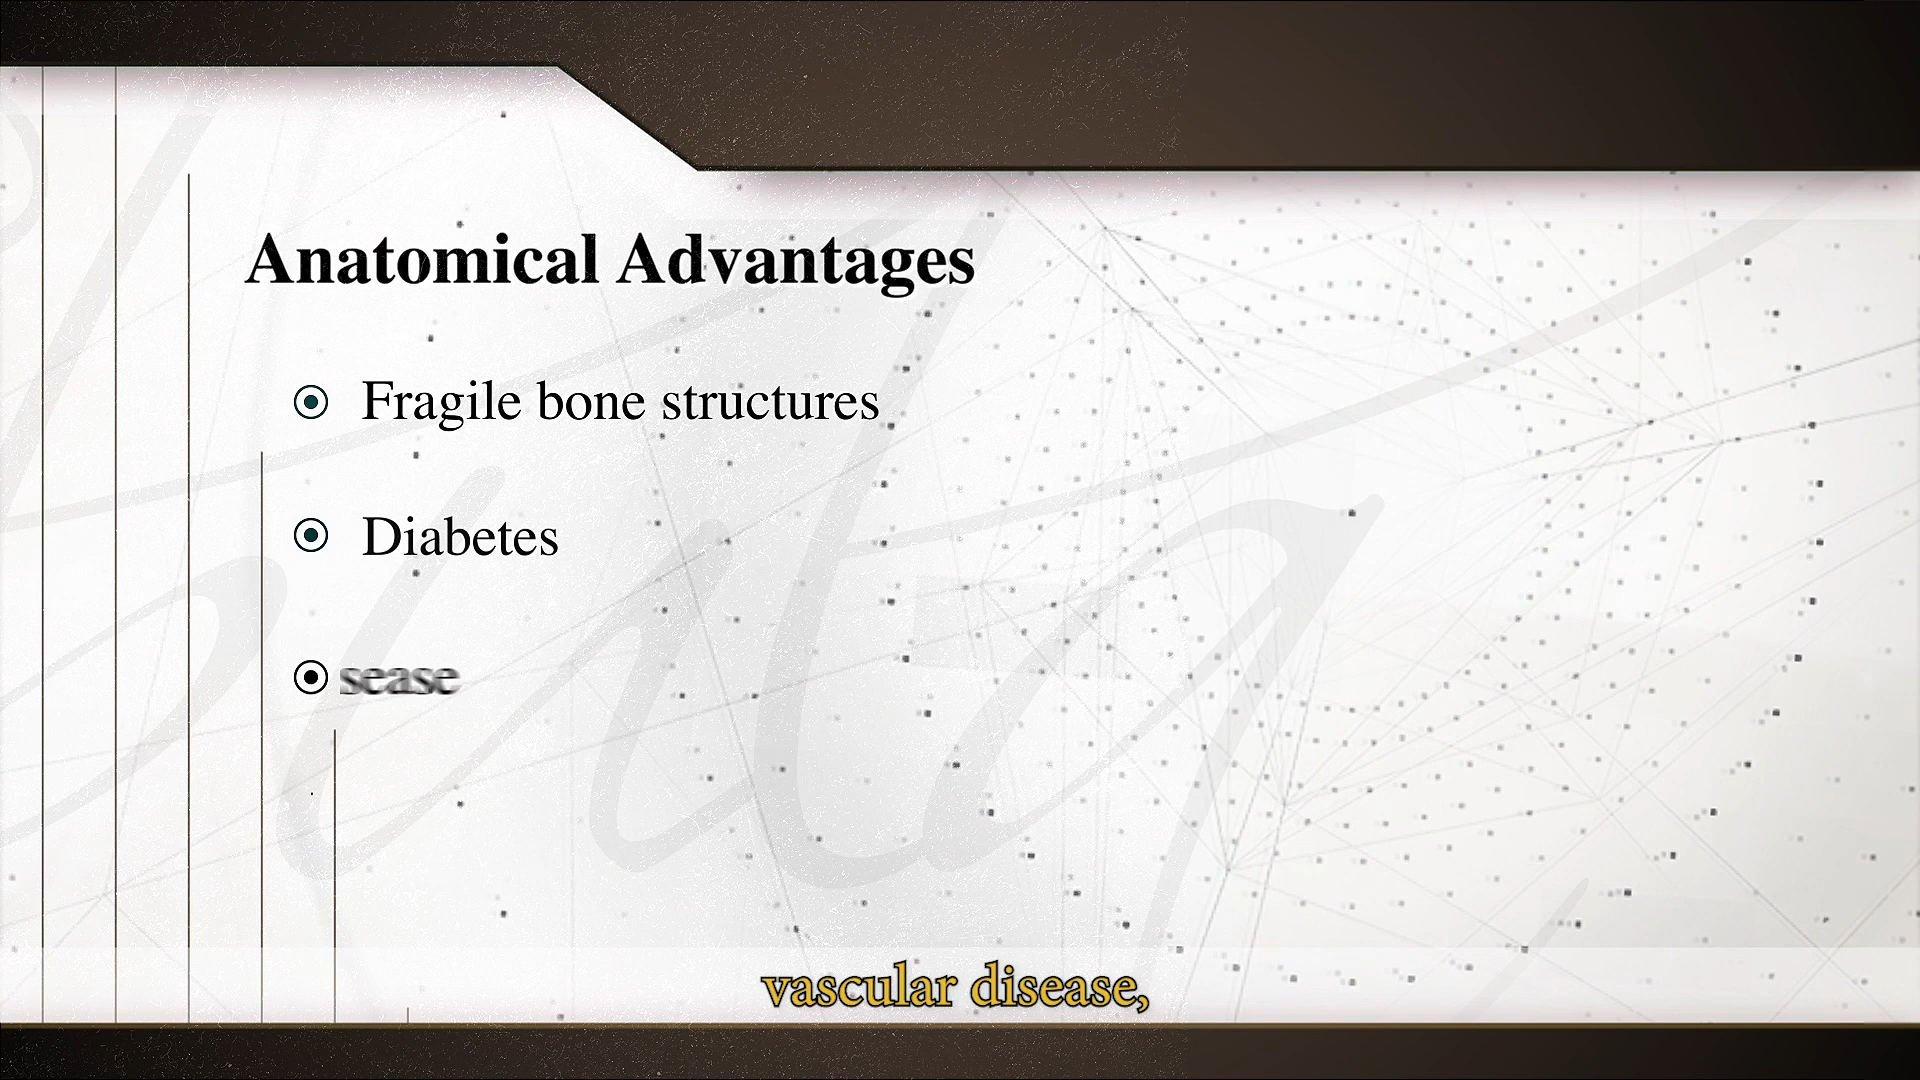 Anatomical Advantages
Fragile bone structures
Diabetes
sease
vascular disease,